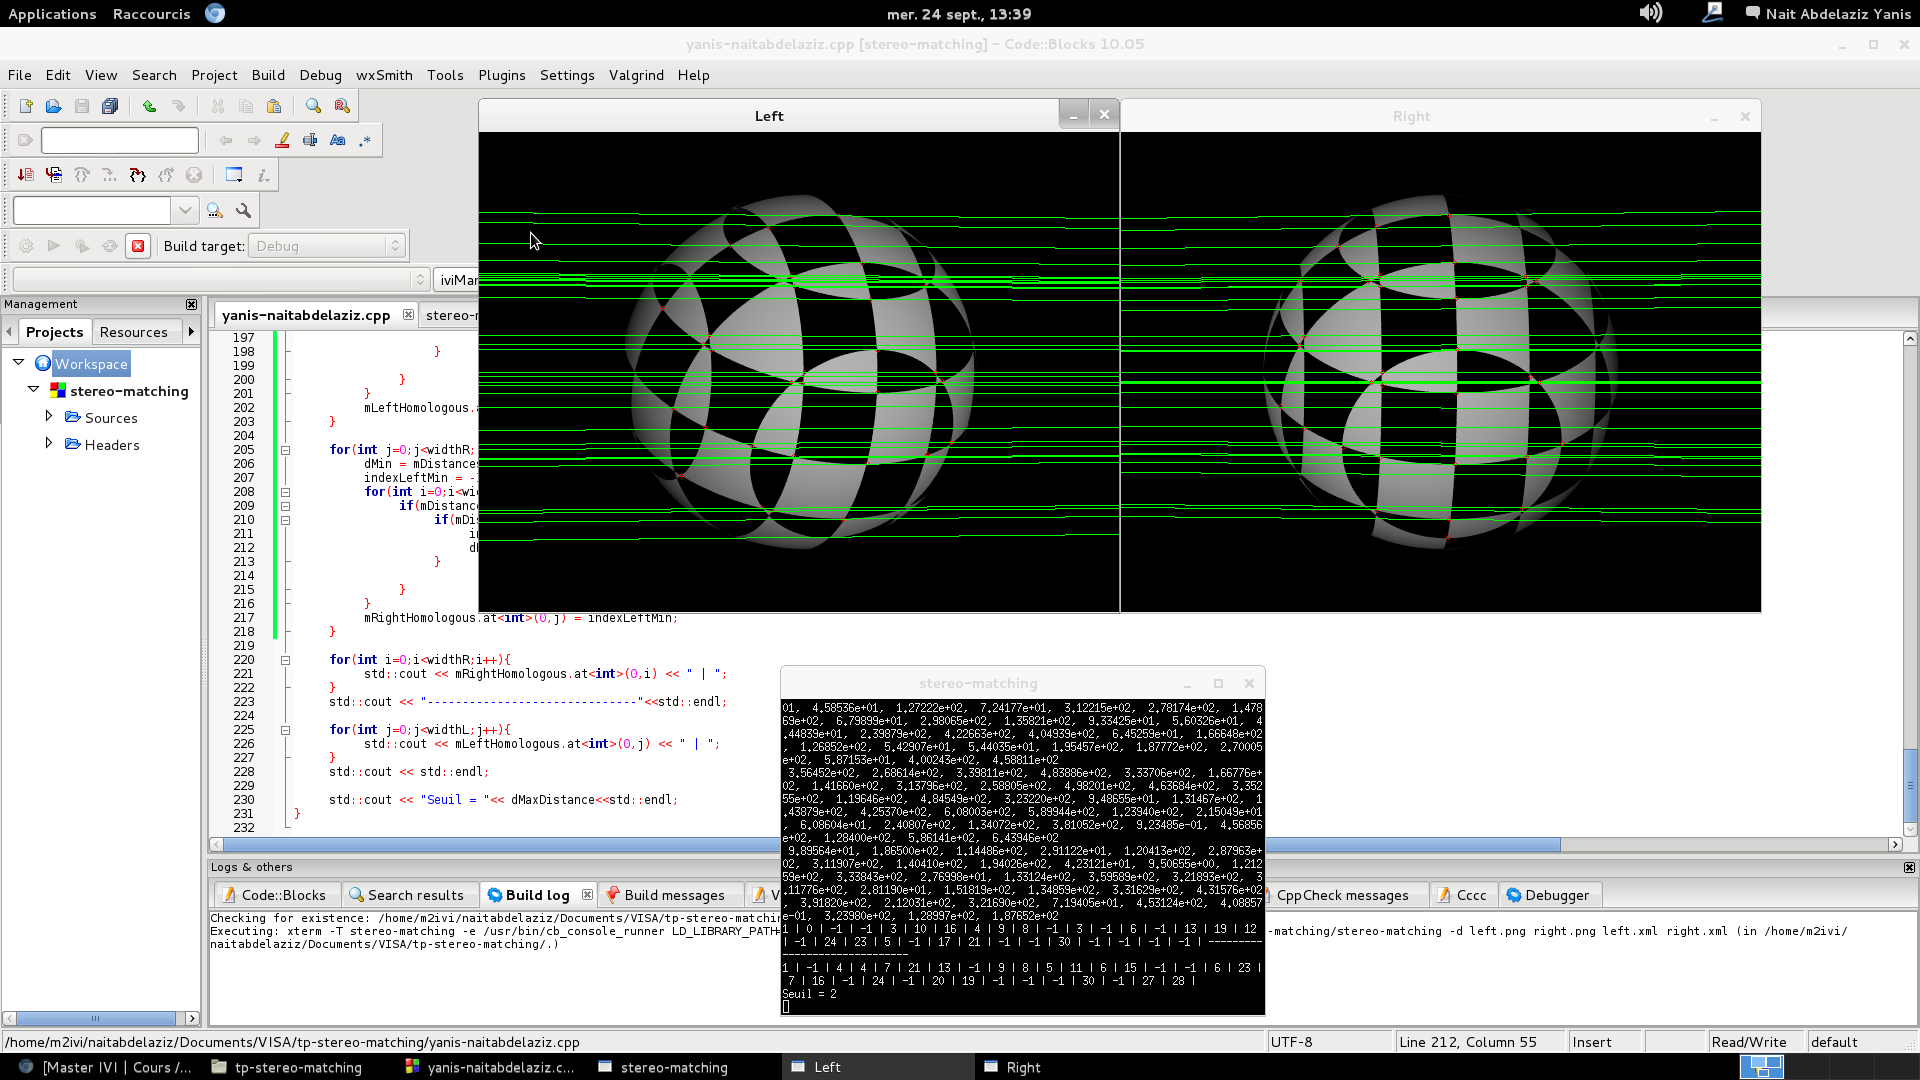 Applications Raccourcis mer. 24 sept., 13:39 Nait Abdelaziz Yanis
yanis-naitabdelaziz.cpp [stereo-matching] - Code::Blocks 10.05
File Edit View Search Project Build Debug wxSmith Tools Plugins Settings Valgrind Help
Left
Right
Build target: Debug
iviMar
Management
Projects Resources
Workspace
stereo-matching
Sources
Headers
yanis-naitabdelaziz.cpp stereo-r
197
198 }
199
200 }
201 }
202 mLeftHomologous.a
203 }
204
205 for(int j=0;j<widthR;
206 dMin = mDistance
207 indexLeftMin = -
208 for(int i=0;i<wi
209 if(mDistanc
210 if(mDi
211 i
212 d
213 }
214
215 }
216 }
217 mRightHomologous.at<int>(0,j) = indexLeftMin;
218 }
219
220 for(int i=0;i<widthR;i++){
221 std::cout << mRightHomologous.at<int>(0,i) << " | ";
222 }
223 std::cout << "------------------------------"<<std::endl;
224
225 for(int j=0;j<widthL;j++){
226 std::cout << mLeftHomologous.at<int>(0,j) << " | ";
227 }
228 std::cout << std::endl;
229
230 std::cout << "Seuil = "<< dMaxDistance<<std::endl;
231 }
232
stereo-matching
01, 4.58536e+01, 1.27222e+02, 7.24177e+01, 3.12215e+02, 2.78174e+02, 1.478
69e+02, 6.79899e+01, 2.98065e+02, 1.35821e+02, 9.33425e+01, 5.60326e+01, 4
.44839e+01, 2.39879e+02, 4.22663e+02, 4.04939e+02, 6.45259e+01, 1.66648e+02
, 1.26852e+02, 5.42907e+01, 5.44035e+01, 1.95457e+02, 1.87772e+02, 2.70005
e+02, 5.87153e+01, 4.00243e+02, 4.58811e+02
3.56452e+02, 2.68614e+02, 3.39811e+02, 4.83886e+02, 3.33706e+02, 1.66776e+
02, 1.41660e+02, 3.13796e+02, 2.58805e+02, 4.98201e+02, 4.63684e+02, 3.352
55e+02, 1.19646e+02, 4.84549e+02, 3.23220e+02, 9.48655e+01, 1.31467e+02, 1
.43879e+02, 4.25370e+02, 6.08003e+02, 5.89944e+02, 1.23940e+02, 2.15049e+01
, 6.08604e+01, 2.40807e+02, 1.34072e+02, 3.81052e+02, 9.23485e-01, 4.56856
e+02, 1.28400e+02, 5.86141e+02, 6.43946e+02
9.89564e+01, 1.86500e+02, 1.14486e+02, 2.91122e+01, 1.20413e+02, 2.87963e+
02, 3.11907e+02, 1.40410e+02, 1.94026e+02, 4.23121e+01, 9.50655e+00, 1.212
59e+02, 3.33843e+02, 2.76998e+01, 1.33124e+02, 3.59589e+02, 3.21893e+02, 3
.11776e+02, 2.81190e+01, 1.51819e+02, 1.34859e+02, 3.31629e+02, 4.31576e+02
, 3.91820e+02, 2.12031e+02, 3.21690e+02, 7.19405e+01, 4.53124e+02, 4.08857
e-01, 3.23980e+02, 1.28997e+02, 1.87652e+02
1 | 0 | -1 | -1 | 3 | 10 | 16 | 4 | 9 | 8 | -1 | 3 | -1 | 6 | -1 | 13 | 19 | 12
| -1 | 24 | 23 | 5 | -1 | 17 | 21 | -1 | -1 | 30 | -1 | -1 | -1 | -1 | ---------
---------------------
1 | -1 | 4 | 4 | 7 | 21 | 13 | -1 | 9 | 8 | 5 | 11 | 6 | 15 | -1 | -1 | 6 | 23 |
7 | 16 | -1 | 24 | -1 | 20 | 19 | -1 | -1 | -1 | 30 | -1 | 27 | 28 |
Seuil = 2
Logs & others
Code::Blocks Search results Build log Build messages V CppCheck messages Cccc Debugger
Checking for existence: /home/m2ivi/naitabdelaziz/Documents/VISA/tp-stereo-matchin
Executing: xterm -T stereo-matching -e /usr/bin/cb_console_runner LD_LIBRARY_PATH= -matching/stereo-matching -d left.png right.png left.xml right.xml (in /home/m2ivi/
naitabdelaziz/Documents/VISA/tp-stereo-matching/.)
/home/m2ivi/naitabdelaziz/Documents/VISA/tp-stereo-matching/yanis-naitabdelaziz.cpp UTF-8 Line 212, Column 55 Insert Read/Write default
[Master IVI | Cours /... tp-stereo-matching yanis-naitabdelaziz.c... stereo-matching Left Right